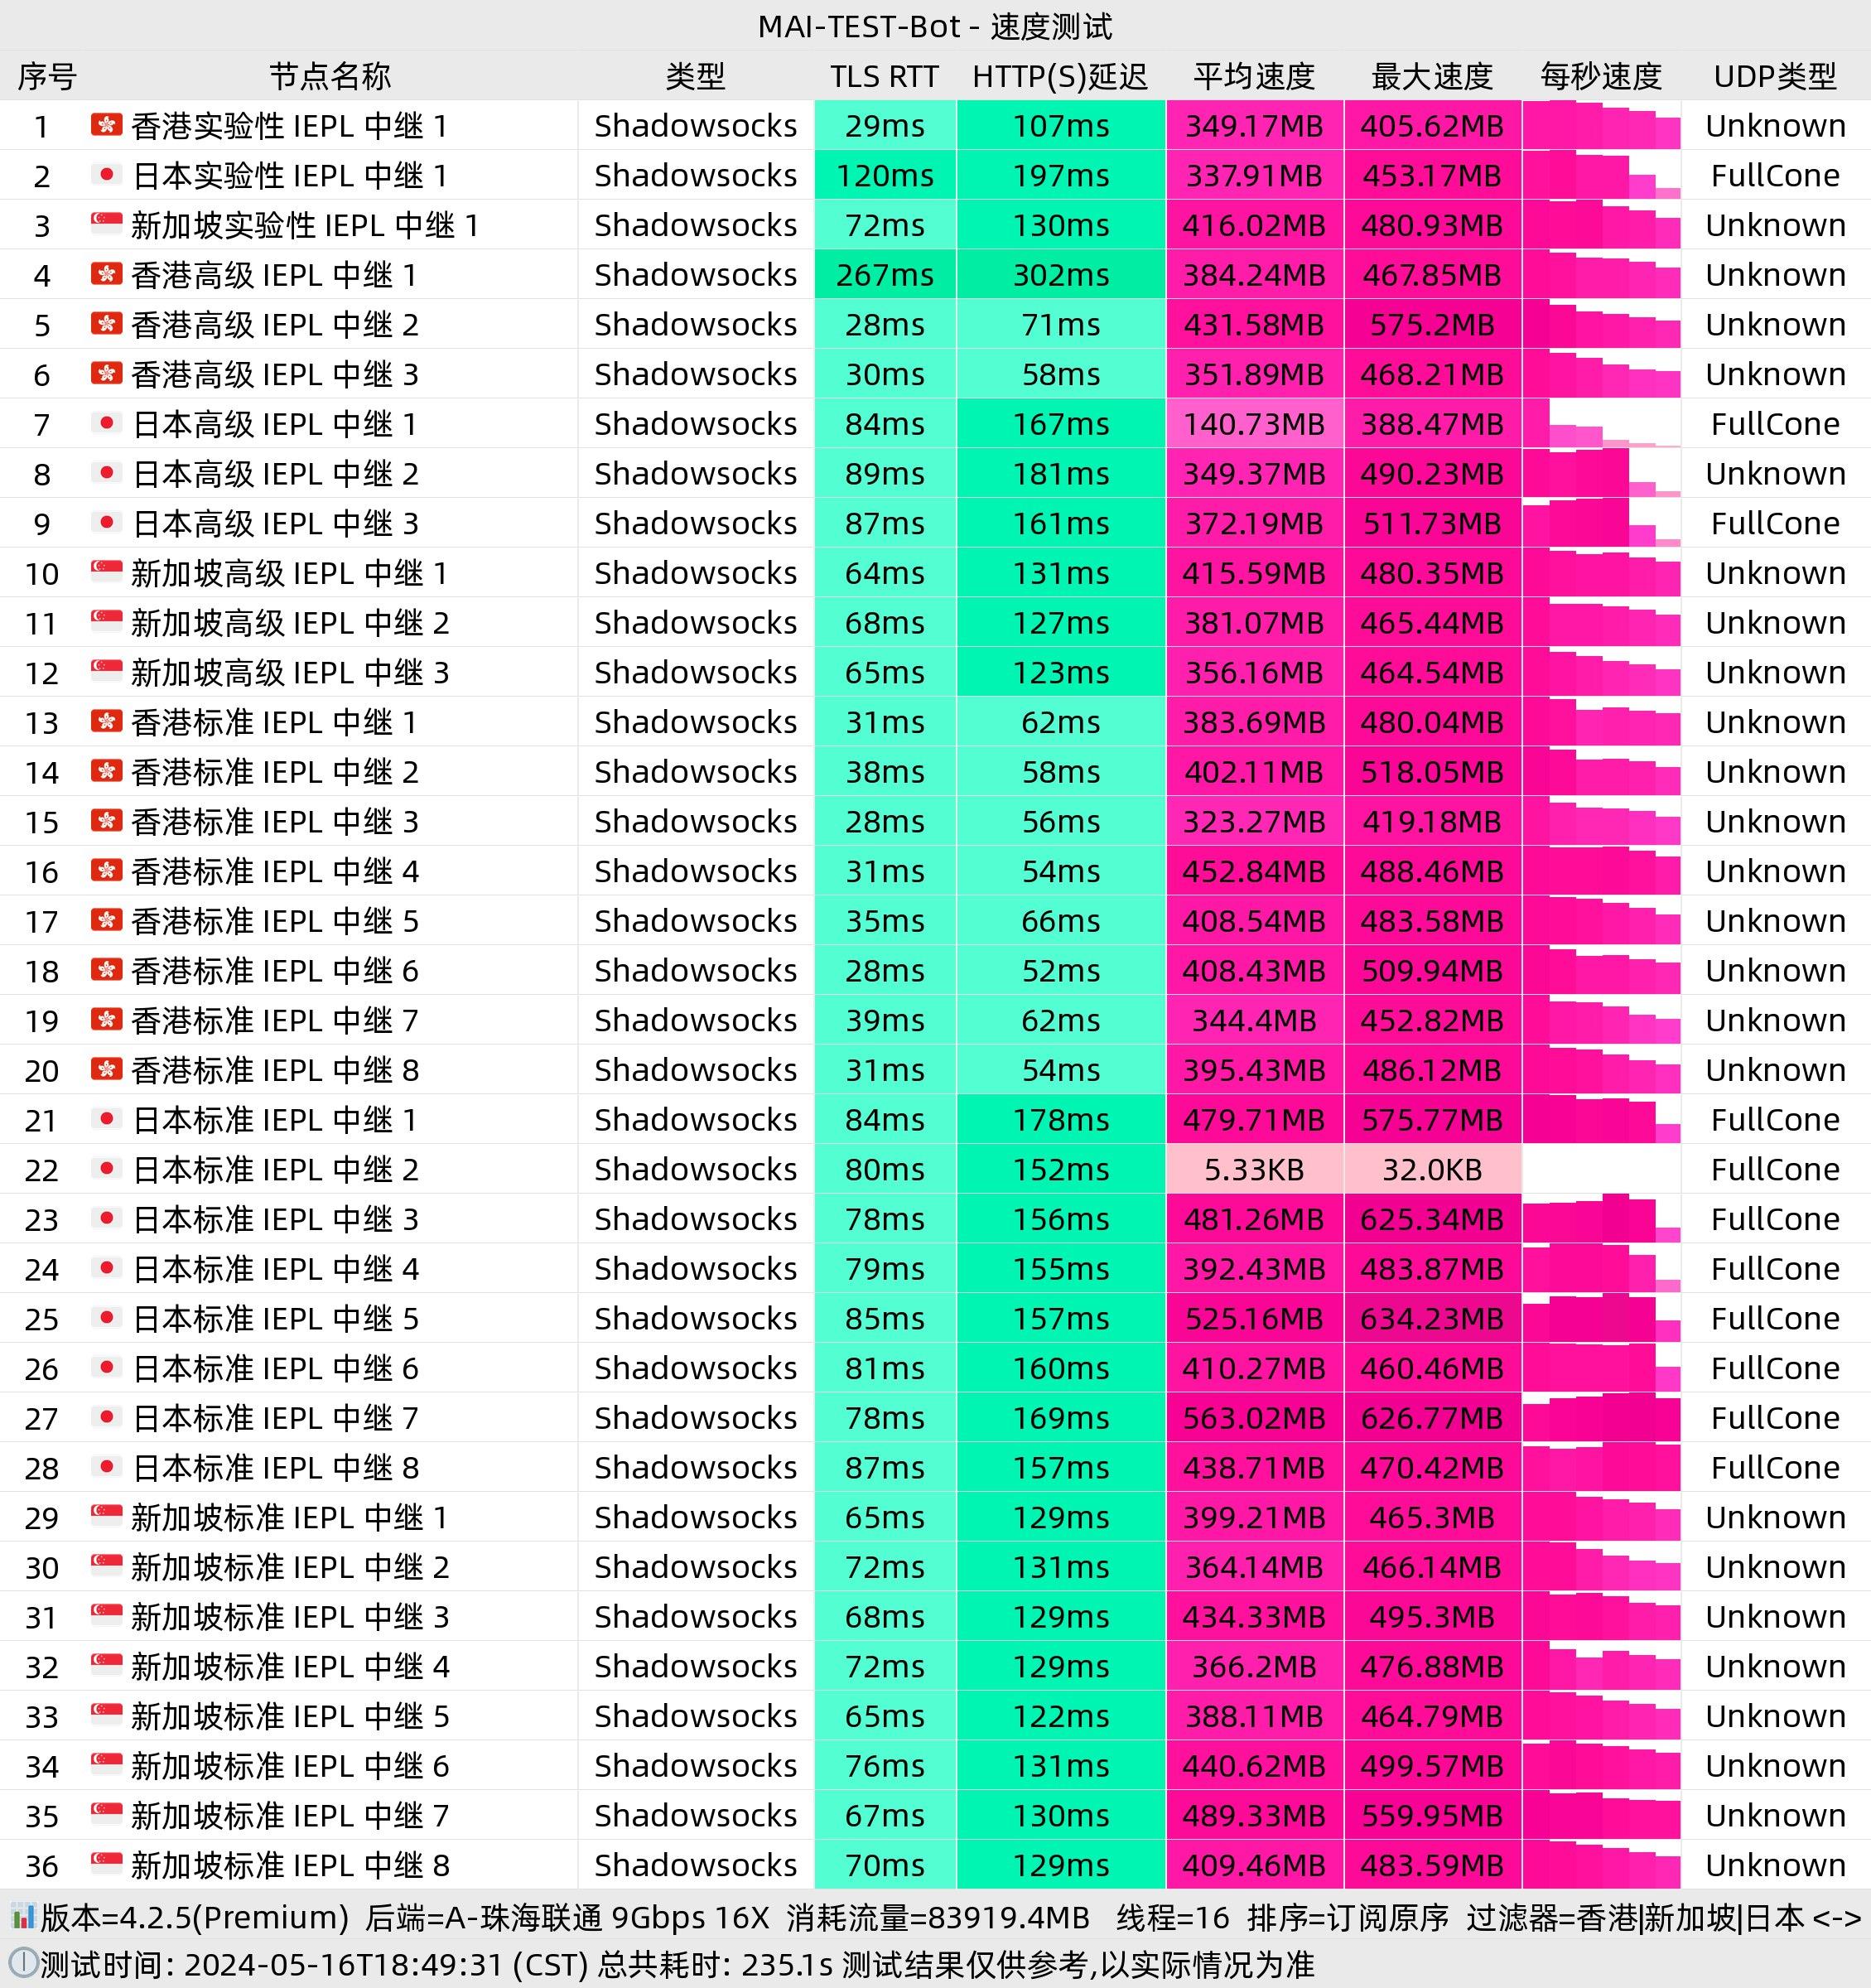 MAI-TEST-Bot - 速度测试
序号 节点名称 类型 TLS RTT HTTP(S)延迟 平均速度 最大速度 每秒速度 UDP类型
1 香港实验性 IEPL 中继 1 Shadowsocks 29ms 107ms 349.17MB 405.62MB Unknown
2 日本实验性 IEPL 中继 1 Shadowsocks 120ms 197ms 337.91MB 453.17MB FullCone
3 新加坡实验性 IEPL 中继 1 Shadowsocks 72ms 130ms 416.02MB 480.93MB Unknown
4 香港高级 IEPL 中继 1 Shadowsocks 267ms 302ms 384.24MB 467.85MB Unknown
5 香港高级 IEPL 中继 2 Shadowsocks 28ms 71ms 431.58MB 575.2MB Unknown
6 香港高级 IEPL 中继 3 Shadowsocks 30ms 58ms 351.89MB 468.21MB Unknown
7 日本高级 IEPL 中继 1 Shadowsocks 84ms 167ms 140.73MB 388.47MB FullCone
8 日本高级 IEPL 中继 2 Shadowsocks 89ms 181ms 349.37MB 490.23MB Unknown
9 日本高级 IEPL 中继 3 Shadowsocks 87ms 161ms 372.19MB 511.73MB FullCone
10 新加坡高级 IEPL 中继 1 Shadowsocks 64ms 131ms 415.59MB 480.35MB Unknown
11 新加坡高级 IEPL 中继 2 Shadowsocks 68ms 127ms 381.07MB 465.44MB Unknown
12 新加坡高级 IEPL 中继 3 Shadowsocks 65ms 123ms 356.16MB 464.54MB Unknown
13 香港标准 IEPL 中继 1 Shadowsocks 31ms 62ms 383.69MB 480.04MB Unknown
14 香港标准 IEPL 中继 2 Shadowsocks 38ms 58ms 402.11MB 518.05MB Unknown
15 香港标准 IEPL 中继 3 Shadowsocks 28ms 56ms 323.27MB 419.18MB Unknown
16 香港标准 IEPL 中继 4 Shadowsocks 31ms 54ms 452.84MB 488.46MB Unknown
17 香港标准 IEPL 中继 5 Shadowsocks 35ms 66ms 408.54MB 483.58MB Unknown
18 香港标准 IEPL 中继 6 Shadowsocks 28ms 52ms 408.43MB 509.94MB Unknown
19 香港标准 IEPL 中继 7 Shadowsocks 39ms 62ms 344.4MB 452.82MB Unknown
20 香港标准 IEPL 中继 8 Shadowsocks 31ms 54ms 395.43MB 486.12MB Unknown
21 日本标准 IEPL 中继 1 Shadowsocks 84ms 178ms 479.71MB 575.77MB FullCone
22 日本标准 IEPL 中继 2 Shadowsocks 80ms 152ms 5.33KB 32.0KB FullCone
23 日本标准 IEPL 中继 3 Shadowsocks 78ms 156ms 481.26MB 625.34MB FullCone
24 日本标准 IEPL 中继 4 Shadowsocks 79ms 155ms 392.43MB 483.87MB FullCone
25 日本标准 IEPL 中继 5 Shadowsocks 85ms 157ms 525.16MB 634.23MB FullCone
26 日本标准 IEPL 中继 6 Shadowsocks 81ms 160ms 410.27MB 460.46MB FullCone
27 日本标准 IEPL 中继 7 Shadowsocks 78ms 169ms 563.02MB 626.77MB FullCone
28 日本标准 IEPL 中继 8 Shadowsocks 87ms 157ms 438.71MB 470.42MB FullCone
29 新加坡标准 IEPL 中继 1 Shadowsocks 65ms 129ms 399.21MB 465.3MB Unknown
30 新加坡标准 IEPL 中继 2 Shadowsocks 72ms 131ms 364.14MB 466.14MB Unknown
31 新加坡标准 IEPL 中继 3 Shadowsocks 68ms 129ms 434.33MB 495.3MB Unknown
32 新加坡标准 IEPL 中继 4 Shadowsocks 72ms 129ms 366.2MB 476.88MB Unknown
33 新加坡标准 IEPL 中继 5 Shadowsocks 65ms 122ms 388.11MB 464.79MB Unknown
34 新加坡标准 IEPL 中继 6 Shadowsocks 76ms 131ms 440.62MB 499.57MB Unknown
35 新加坡标准 IEPL 中继 7 Shadowsocks 67ms 130ms 489.33MB 559.95MB Unknown
36 新加坡标准 IEPL 中继 8 Shadowsocks 70ms 129ms 409.46MB 483.59MB Unknown
版本=4.2.5(Premium) 后端=A-珠海联通 9Gbps 16X 消耗流量=83919.4MB 线程=16 排序=订阅原序 过滤器=香港|新加坡|日本 <->
测试时间: 2024-05-16T18:49:31 (CST) 总共耗时: 235.1s 测试结果仅供参考,以实际情况为准